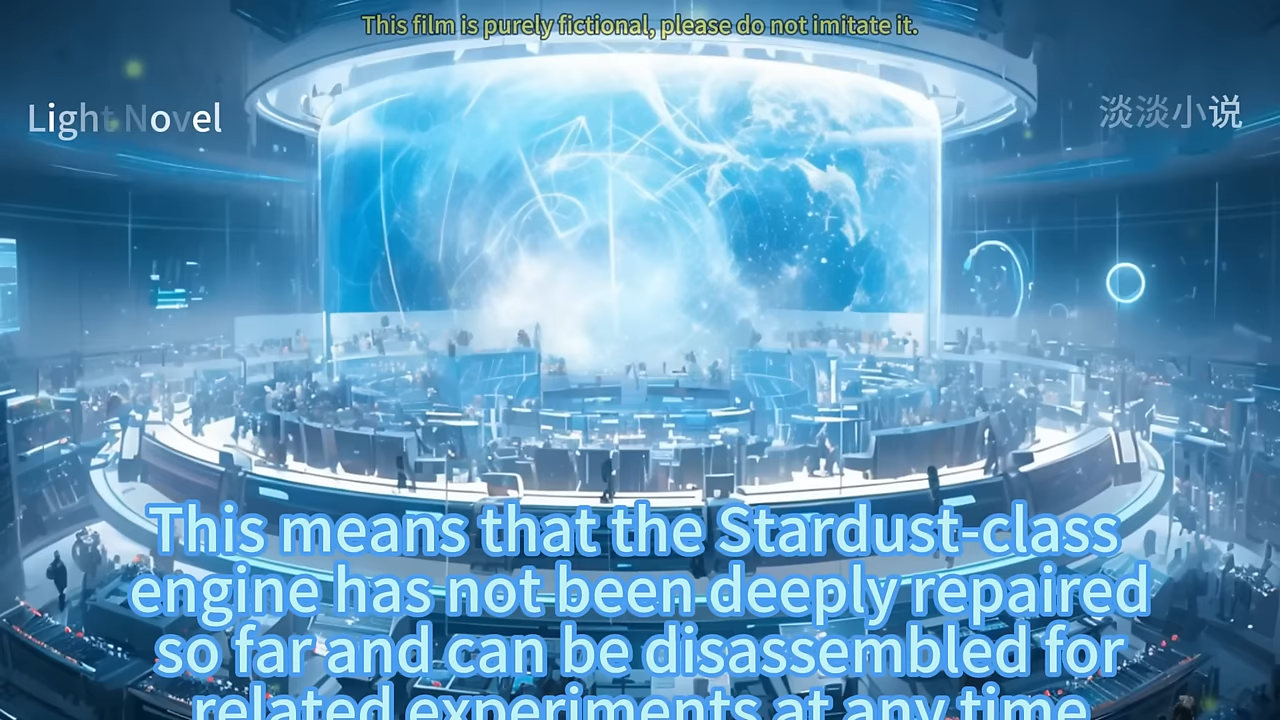 This film is purely fictional, please do not imitate it.
Light Novel
淡淡小说
This means that the Stardust-class
engine has not been deeply repaired
so far and can be disassembled for
related experiments at any time